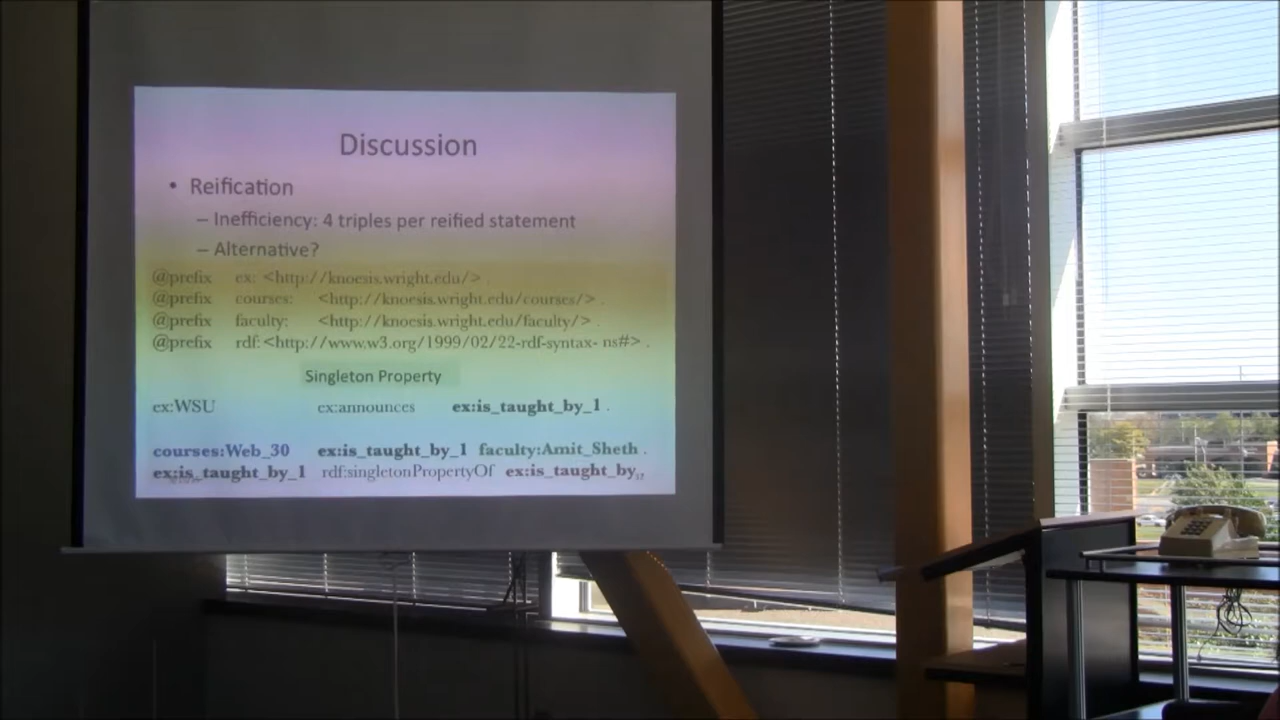 Discussion
• Reification
– Inefficiency: 4 triples per reified statement
– Alternative?
@prefix ex: <http://knoesis.wright.edu/> .
@prefix courses: <http://knoesis.wright.edu/courses/> .
@prefix faculty: <http://knoesis.wright.edu/faculty/> .
@prefix rdf:<http://www.w3.org/1999/02/22-rdf-syntax- ns#> .
Singleton Property
ex:WSU ex:announces ex:is_taught_by_1 .
courses:Web_30 ex:is_taught_by_1 faculty:Amit_Sheth .
ex:is_taught_by_1 rdf:singletonPropertyOf ex:is_taught_by